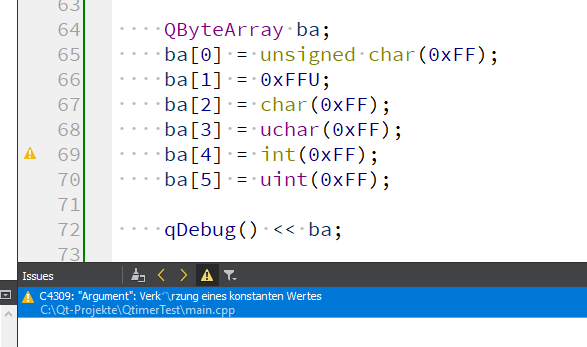 63
64 QByteArray ba;
65 ba[0] = unsigned char(0xFF);
66 ba[1] = 0xFFU;
67 ba[2] = char(0xFF);
68 ba[3] = uchar(0xFF);
69 ba[4] = int(0xFF);
70 ba[5] = uint(0xFF);
71
72 qDebug() << ba;
73
Issues
C4309: "Argument": Verk´\rzung eines konstanten Wertes
C:\Qt-Projekte\QtimerTest\main.cpp